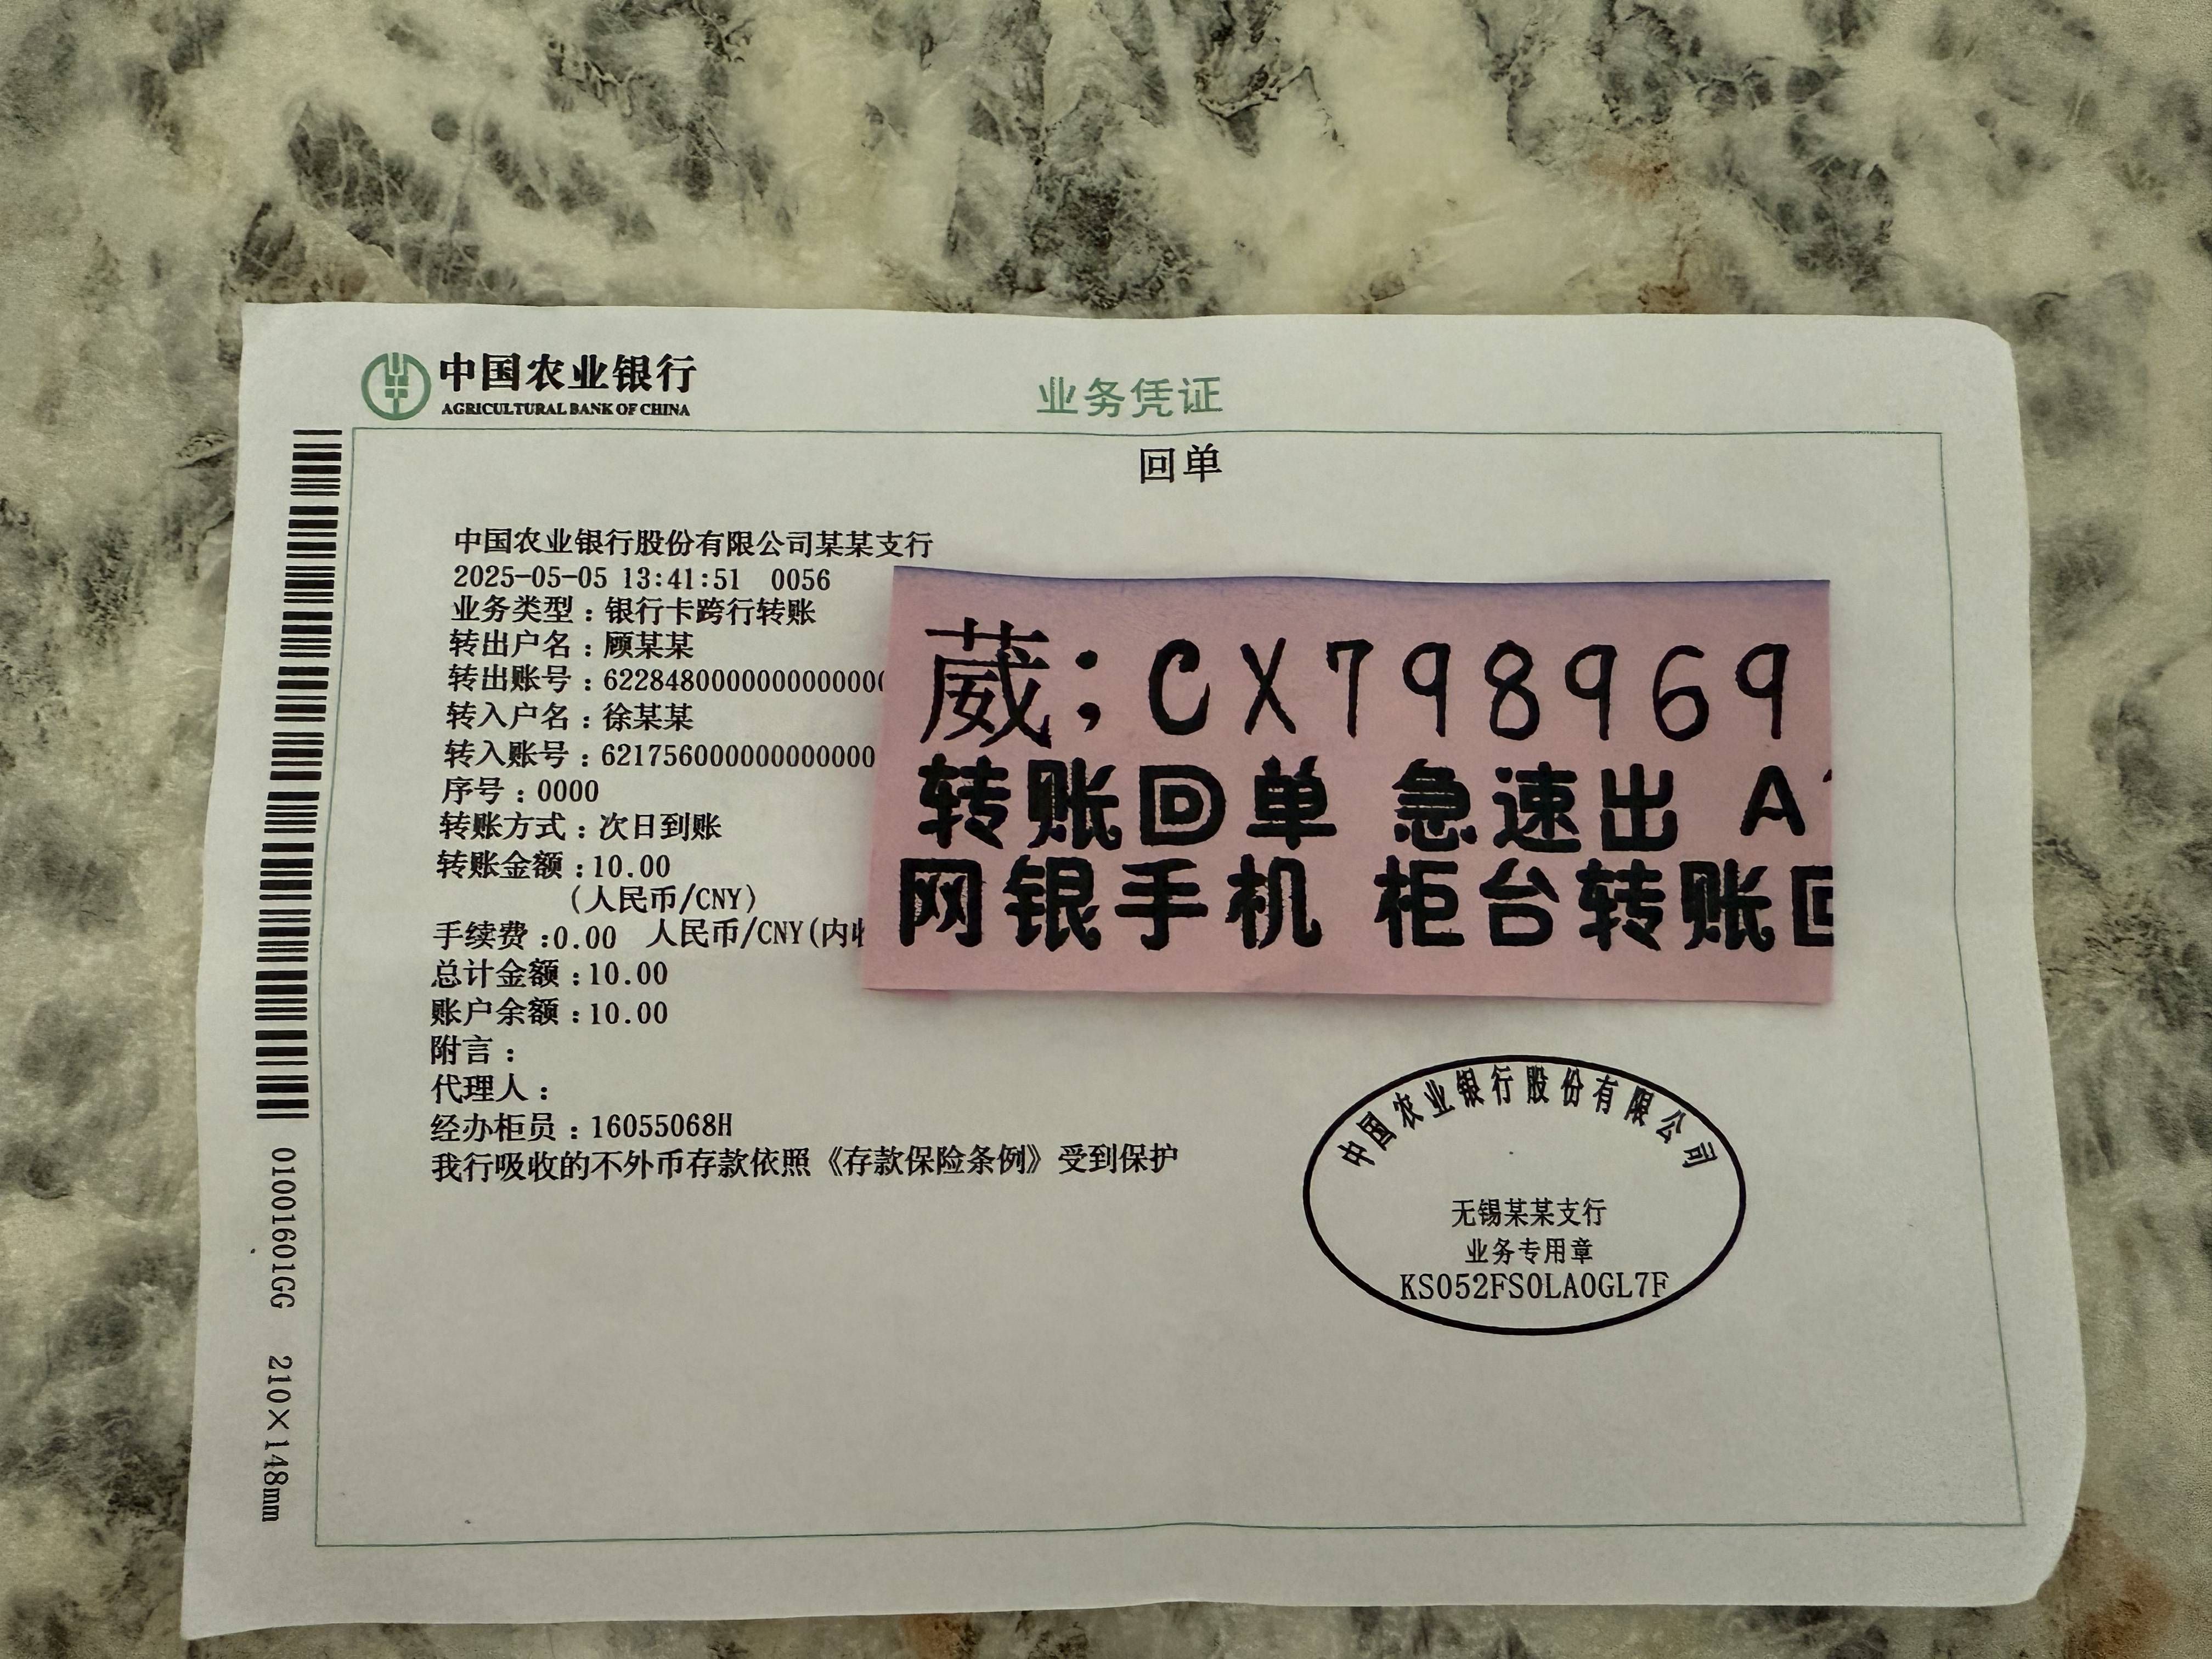 中国农业银行
AGRICULTURAL BANK OF CHINA
业务凭证
回单
中国农业银行股份有限公司某某支行
2025-05-05 13:41:51 0056
业务类型：银行卡跨行转账
转出户名：顾某某
转出账号：6228480000000000000
转入户名：徐某某
转入账号：6217560000000000000
序号：0000
转账方式：次日到账
转账金额：10.00
（人民币/CNY）
手续费：0.00 人民币/CNY(内收
总计金额：10.00
账户余额：10.00
附言：
代理人：
经办柜员：16055068H
我行吸收的不外币存款依照《存款保险条例》受到保护
葳;CX798969
转账回单 急速出 A
网银手机 柜台转账回
中国农业银行股份有限公司
无锡某某支行
业务专用章
KS052FS0LA0GL7F
01001601GG 210×148mm